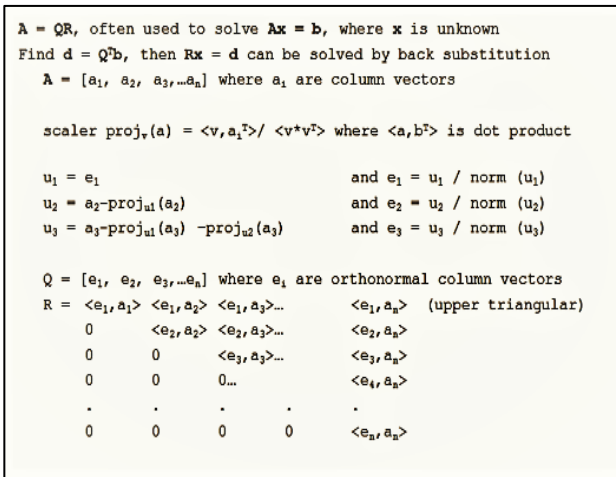 A = QR, often used to solve Ax = b, where x is unknown
Find d = Qᵀb, then Rx = d can be solved by back substitution
A = [a₁, a₂, a₃,…aₙ] where aᵢ are column vectors
scaler projᵥ(a) = <v,aᵢᵀ>/ <v*vᵀ> where <a,bᵀ> is dot product
u₁ = e₁ and e₁ = u₁ / norm (u₁)
u₂ = a₂-proj_u1(a₂) and e₂ = u₂ / norm (u₂)
u₃ = a₃-proj_u1(a₃) -proj_u2(a₃) and e₃ = u₃ / norm (u₃)
Q = [e₁, e₂, e₃,…eₙ] where eᵢ are orthonormal column vectors
R = <e₁,a₁> <e₁,a₂> <e₁,a₃>… <e₁,aₙ> (upper triangular)
0 <e₂,a₂> <e₂,a₃>… <e₂,aₙ>
0 0 <e₃,a₃>… <e₃,aₙ>
0 0 0… <e₄,aₙ>
. . . . .
0 0 0 0 <eₙ,aₙ>